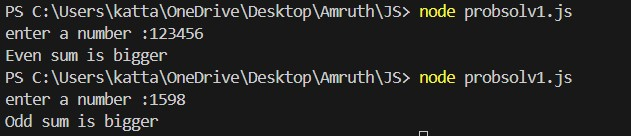 PS C:\Users\katta\OneDrive\Desktop\Amruth\JS> node probsolv1.js
enter a number :123456
Even sum is bigger
PS C:\Users\katta\OneDrive\Desktop\Amruth\JS> node probsolv1.js
enter a number :1598
Odd sum is bigger